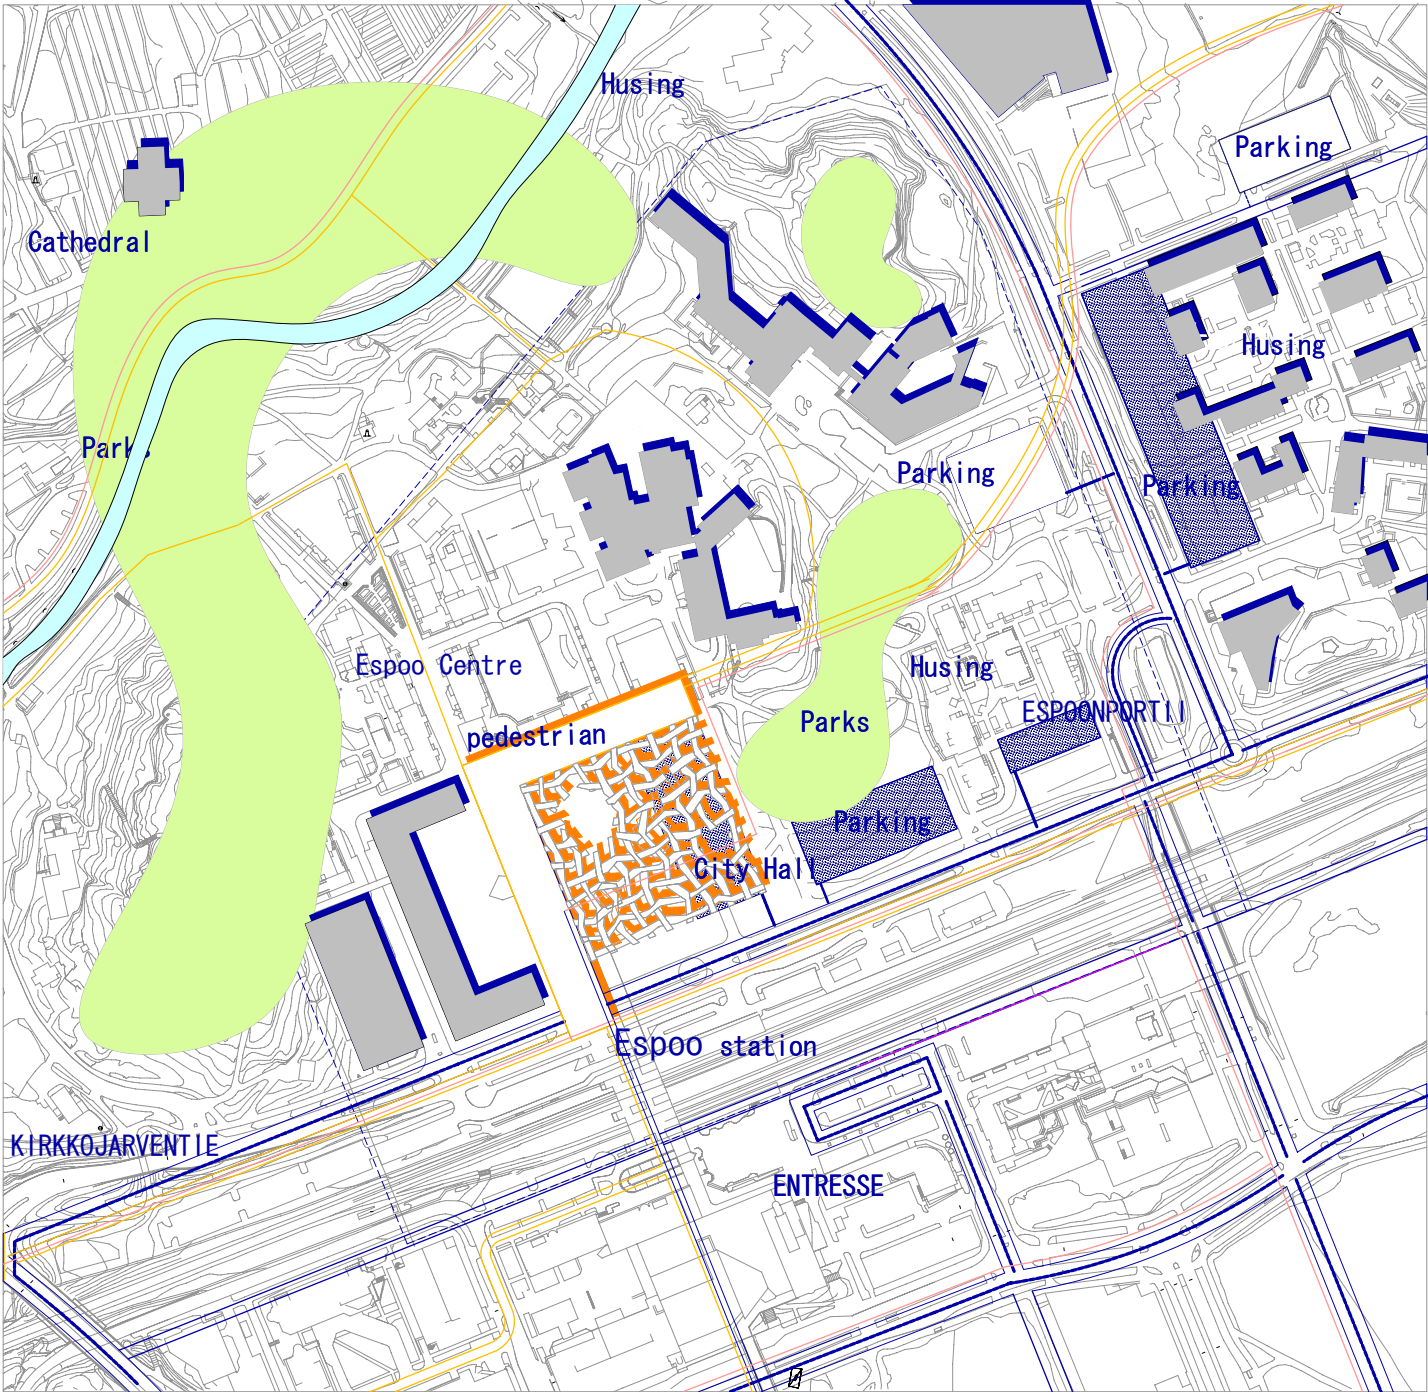 Husing
Parking
Cathedral
Husing
Parks
Parking
Parking
Espoo Centre
Husing
ESPOONPORTII
Parks
pedestrian
Parking
City Hall
Espoo station
KIRKKOJARVENTIE
ENTRESSE